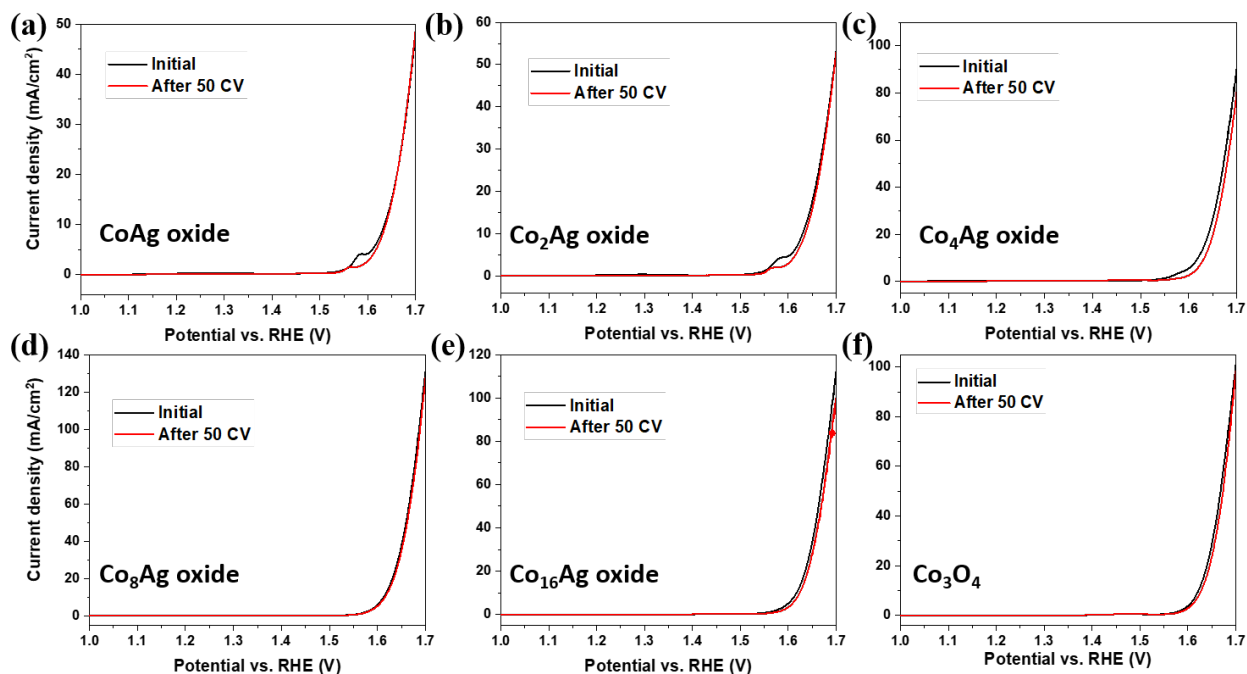 (a)
50
40
30
20
10
0
Current density (mA/cm²)
Initial
After 50 CV
CoAg oxide
1.0 1.1 1.2 1.3 1.4 1.5 1.6 1.7
Potential vs. RHE (V)
(b)
60
50
40
30
20
10
0
Initial
After 50 CV
Co₂Ag oxide
1.0 1.1 1.2 1.3 1.4 1.5 1.6 1.7
Potential vs. RHE (V)
(c)
100
80
60
40
20
0
Initial
After 50 CV
Co₄Ag oxide
1.0 1.1 1.2 1.3 1.4 1.5 1.6 1.7
Potential vs. RHE (V)
(d)
140
120
100
80
60
40
20
0
Current density (mA/cm²)
Initial
After 50 CV
Co₈Ag oxide
1.0 1.1 1.2 1.3 1.4 1.5 1.6 1.7
Potential vs. RHE (V)
(e)
120
100
80
60
40
20
0
Initial
After 50 CV
Co₁₆Ag oxide
1.0 1.1 1.2 1.3 1.4 1.5 1.6 1.7
Potential vs. RHE (V)
(f)
100
80
60
40
20
0
Initial
After 50 CV
Co₃O₄
1.0 1.1 1.2 1.3 1.4 1.5 1.6 1.7
Potential vs. RHE (V)